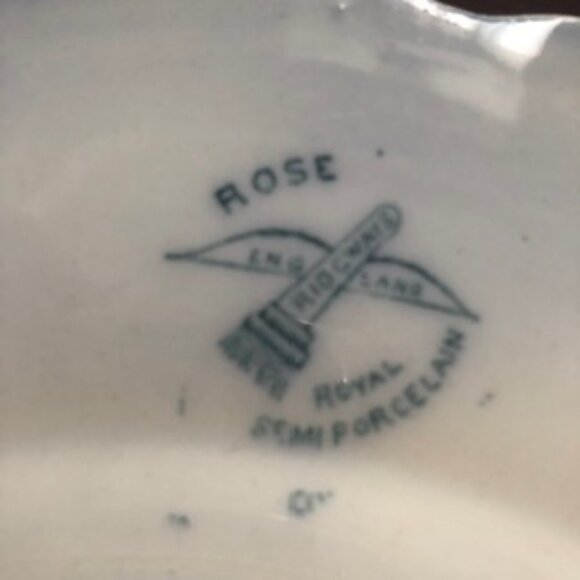 ROSE
ENG LAND
RIDGWAYS
ROYAL
SEMI PORCELAIN